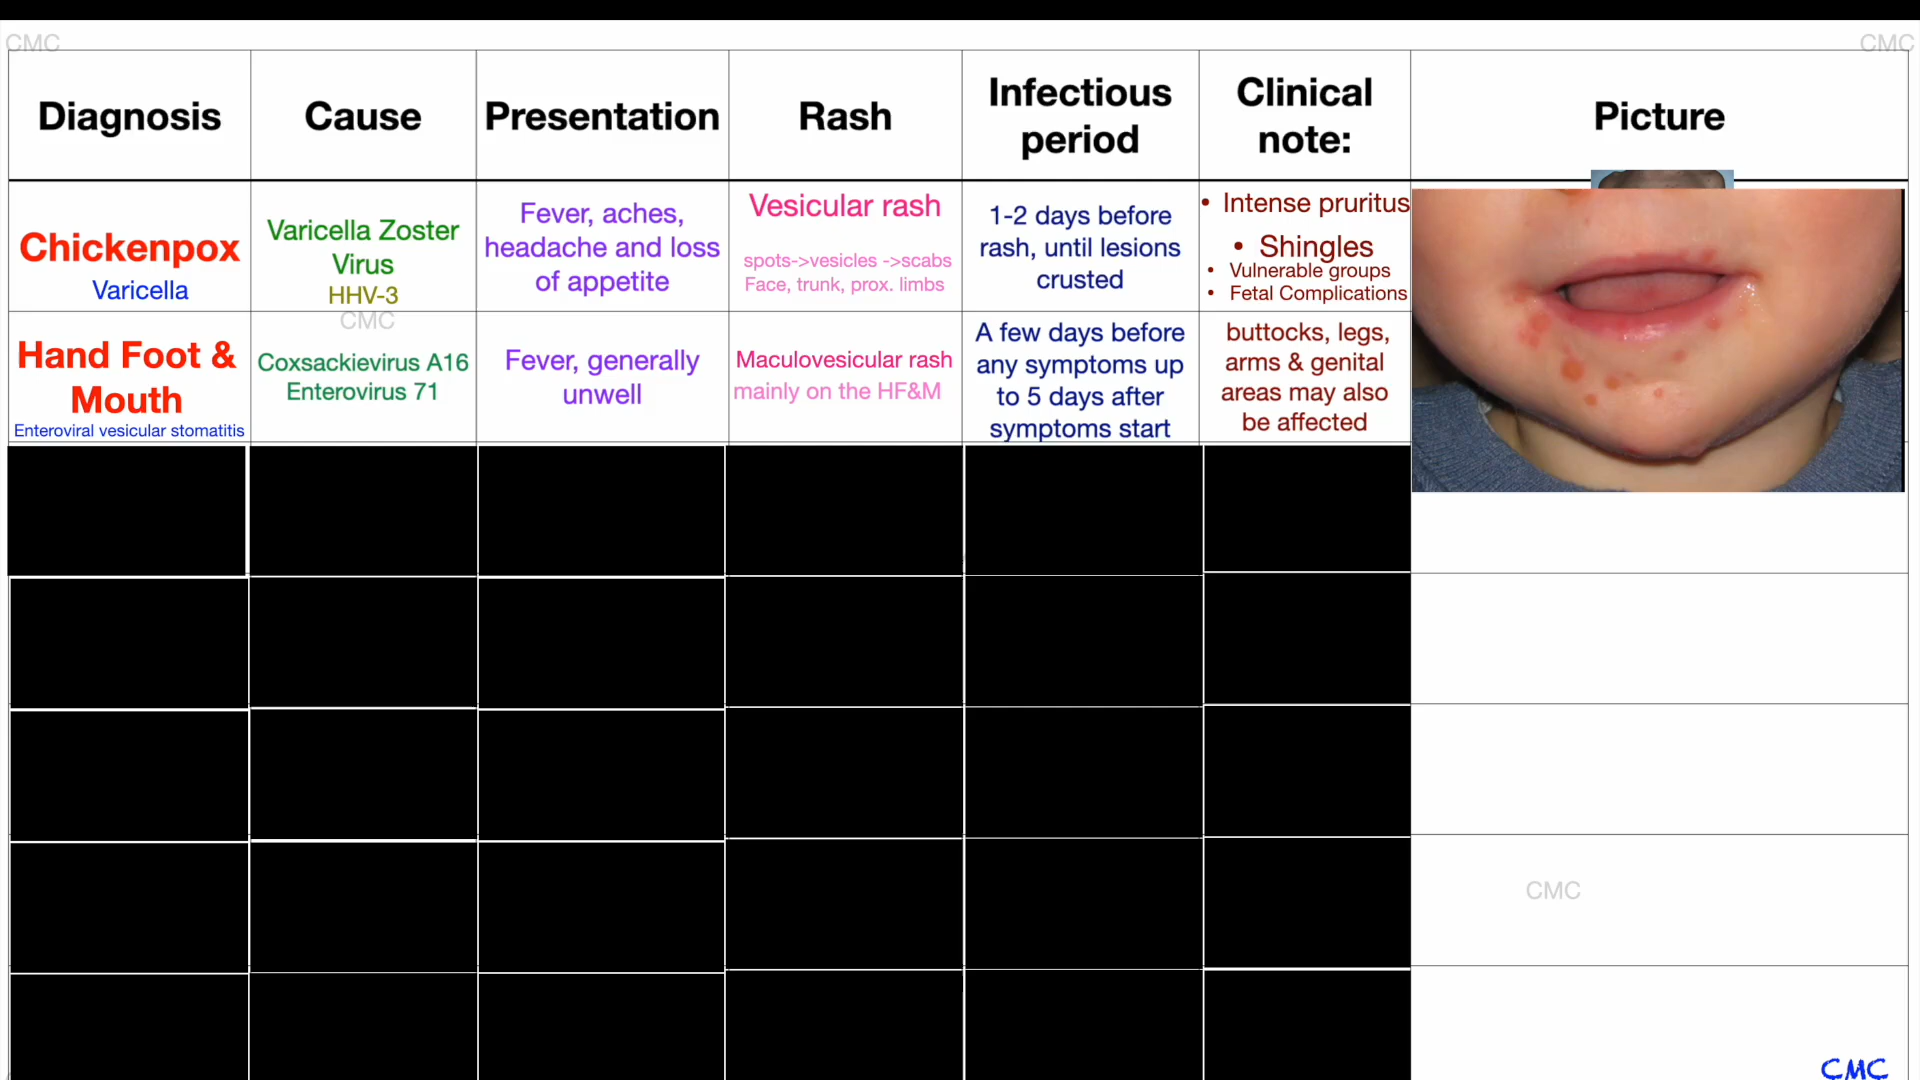 CMC
CMC
Diagnosis
Cause
Presentation
Rash
Infectious
period
Clinical
note:
Picture
Chickenpox
Varicella
Varicella Zoster
Virus
HHV-3
Fever, aches,
headache and loss
of appetite
Vesicular rash
spots->vesicles ->scabs
Face, trunk, prox. limbs
1-2 days before
rash, until lesions
crusted
• Intense pruritus
• Shingles
• Vulnerable groups
• Fetal Complications
CMC
Hand Foot &
Mouth
Enteroviral vesicular stomatitis
Coxsackievirus A16
Enterovirus 71
Fever, generally
unwell
Maculovesicular rash
mainly on the HF&M
A few days before
any symptoms up
to 5 days after
symptoms start
buttocks, legs,
arms & genital
areas may also
be affected
CMC
CMC